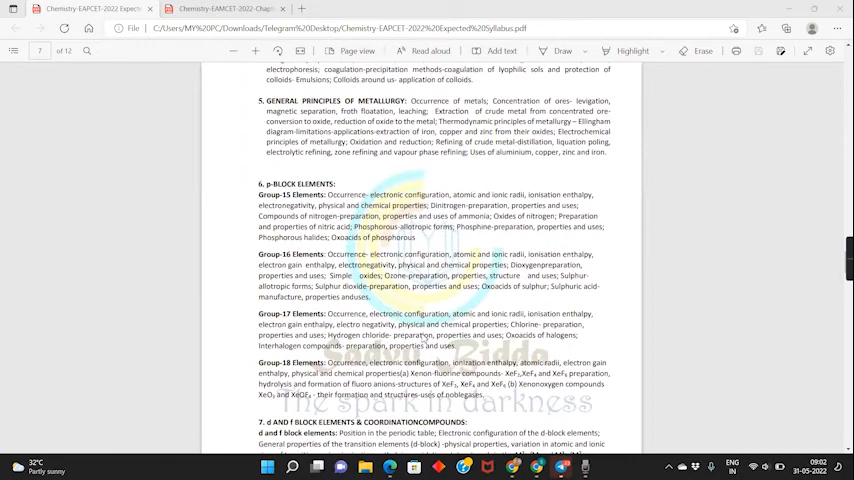 Chemistry-EAPCET-2022 Expected
Chemistry-EAMCET-2022-Chapt
File
C:/Users/MY%20PC/Downloads/Telegram%20Desktop/Chemistry-EAPCET-2022%20Expected%20Syllabus.pdf
7 of 12
Page view
Read aloud
Add text
Draw
Highlight
Erase
electrophoresis; coagulation-precipitation methods-coagulation of lyophilic sols and protection of
colloids- Emulsions; Colloids around us- application of colloids.
5. GENERAL PRINCIPLES OF METALLURGY: Occurrence of metals; Concentration of ores- levigation,
magnetic separation, froth floatation, leaching; Extraction of crude metal from concentrated ore-
conversion to oxide, reduction of oxide to the metal; Thermodynamic principles of metallurgy – Ellingham
diagram-limitations-applications-extraction of iron, copper and zinc from their oxides; Electrochemical
principles of metallurgy; Oxidation and reduction; Refining of crude metal-distillation, liquation poling,
electrolytic refining, zone refining and vapour phase refining; Uses of aluminium, copper, zinc and iron.
6. p-BLOCK ELEMENTS:
Group-15 Elements: Occurrence- electronic configuration, atomic and ionic radii, ionisation enthalpy,
electronegativity, physical and chemical properties; Dinitrogen-preparation, properties and uses;
Compounds of nitrogen-preparation, properties and uses of ammonia; Oxides of nitrogen; Preparation
and properties of nitric acid; Phosphorous-allotropic forms; Phosphine-preparation, properties and uses;
Phosphorous halides; Oxoacids of phosphorous
Group-16 Elements: Occurrence- electronic configuration, atomic and ionic radii, ionisation enthalpy,
electron gain enthalpy, electronegativity, physical and chemical properties; Dioxygenpreparation,
properties and uses; Simple oxides; Ozone-preparation, properties, structure and uses; Sulphur-
allotropic forms; Sulphur dioxide-preparation, properties and uses; Oxoacids of sulphur; Sulphuric acid-
manufacture, properties anduses.
Group-17 Elements: Occurrence, electronic configuration, atomic and ionic radii, ionisation enthalpy,
electron gain enthalpy, electro negativity, physical and chemical properties; Chlorine- preparation,
properties and uses; Hydrogen chloride- preparation, properties and uses; Oxoacids of halogens;
Interhalogen compounds- preparation, properties and uses.
Group-18 Elements: Occurrence, electronic configuration, ionization enthalpy, atomic radii, electron gain
enthalpy, physical and chemical properties(a) Xenon-fluorine compounds- XeF2,XeF4 and XeF6 preparation,
hydrolysis and formation of fluoro anions-structures of XeF2, XeF4 and XeF6 (b) Xenonoxygen compounds
XeO3 and XeOF4 - their formation and structures-uses of noblegases.
Sadyu Bidda
The spark in darkness
7. d AND f BLOCK ELEMENTS & COORDINATIONCOMPOUNDS:
d and f block elements: Position in the periodic table; Electronic configuration of the d-block elements;
General properties of the transition elements (d-block) -physical properties, variation in atomic and ionic
32°C
Partly sunny
ENG
IN
09:02
31-05-2022